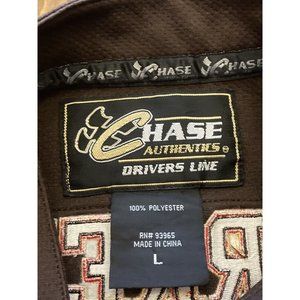 CHASE CHASE CHASE
CHASE
AUTHENTICS®
DRIVERS LINE
100% POLYESTER
RN# 93965
MADE IN CHINA
L